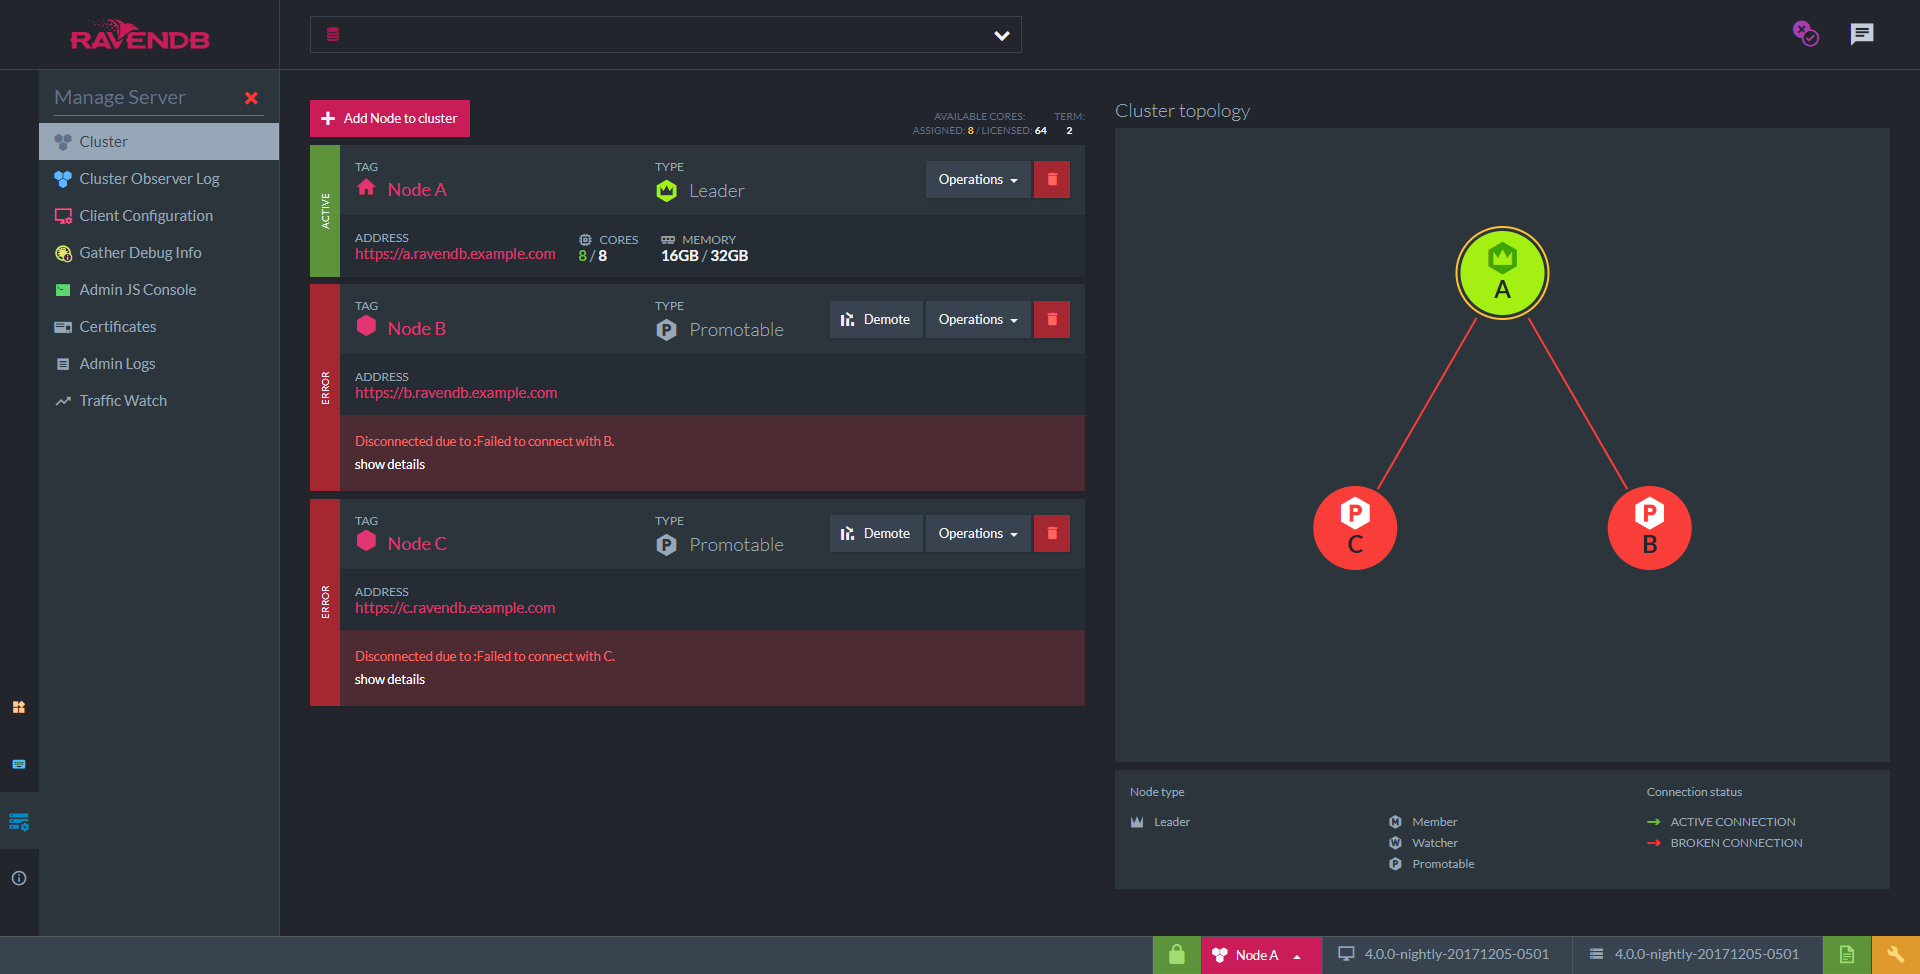 RAVENDB
Manage Server
Cluster
Cluster Observer Log
Client Configuration
Gather Debug Info
Admin JS Console
Certificates
Admin Logs
Traffic Watch
Add Node to cluster
AVAILABLE CORES:
ASSIGNED: 8 / LICENSED: 64
TERM:
2
ACTIVE
TAG
Node A
TYPE
Leader
Operations
ADDRESS
https://a.ravendb.example.com
CORES
8 / 8
MEMORY
16GB / 32GB
ERROR
TAG
Node B
TYPE
P Promotable
Demote
Operations
ADDRESS
https://b.ravendb.example.com
Disconnected due to :Failed to connect with B.
show details
ERROR
TAG
Node C
TYPE
P Promotable
Demote
Operations
ADDRESS
https://c.ravendb.example.com
Disconnected due to :Failed to connect with C.
show details
Cluster topology
A
P
C
P
B
Node type
Leader
M Member
W Watcher
P Promotable
Connection status
ACTIVE CONNECTION
BROKEN CONNECTION
Node A
4.0.0-nightly-20171205-0501
4.0.0-nightly-20171205-0501